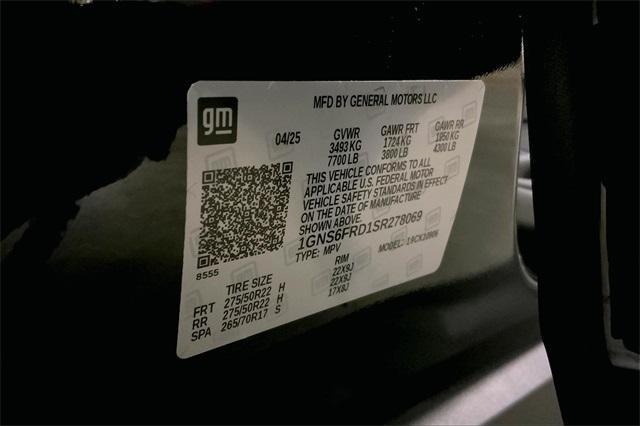 gm
MFD BY GENERAL MOTORS LLC
04/25 GVWR GAWR FRT GAWR RR
3493 KG 1724 KG 1950 KG
7700 LB 3800 LB 4300 LB
THIS VEHICLE CONFORMS TO ALL
APPLICABLE U.S. FEDERAL MOTOR
VEHICLE SAFETY STANDARDS IN EFFECT
ON THE DATE OF MANUFACTURE
SHOWN ABOVE.
1GNS6FRD1SR278069
TYPE: MPV MODEL:
8555
TIRE SIZE RIM
FRT 275/50R22 H 22X9J
RR 275/50R22 H 22X9J
SPA 265/70R17 S 17X8J